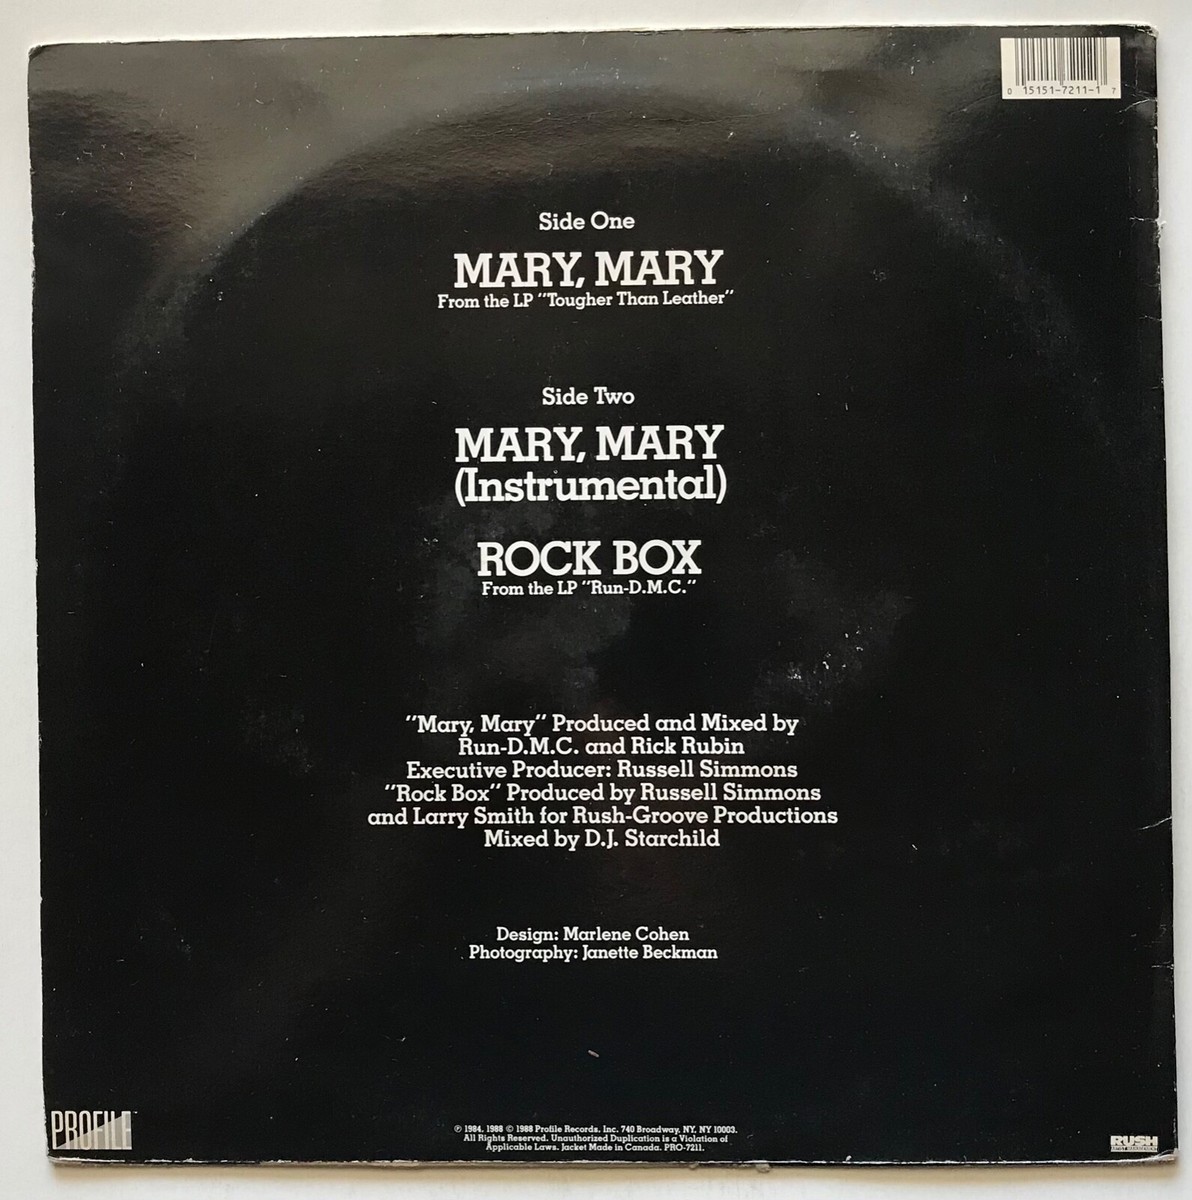 0 15151-7211-1 7
Side One
MARY, MARY
From the LP "Tougher Than Leather"
Side Two
MARY, MARY
(Instrumental)
ROCK BOX
From the LP "Run-D.M.C."
"Mary, Mary" Produced and Mixed by
Run-D.M.C. and Rick Rubin
Executive Producer: Russell Simmons
"Rock Box" Produced by Russell Simmons
and Larry Smith for Rush-Groove Productions
Mixed by D.J. Starchild
Design: Marlene Cohen
Photography: Janette Beckman
PROFILE
℗ 1984, 1988 © 1988 Profile Records, Inc. 740 Broadway, NY, NY 10003.
All Rights Reserved. Unauthorized Duplication is a Violation of
Applicable Laws. Jacket Made in Canada. PRO-7211.
RUSH
ARTIST MANAGEMENT